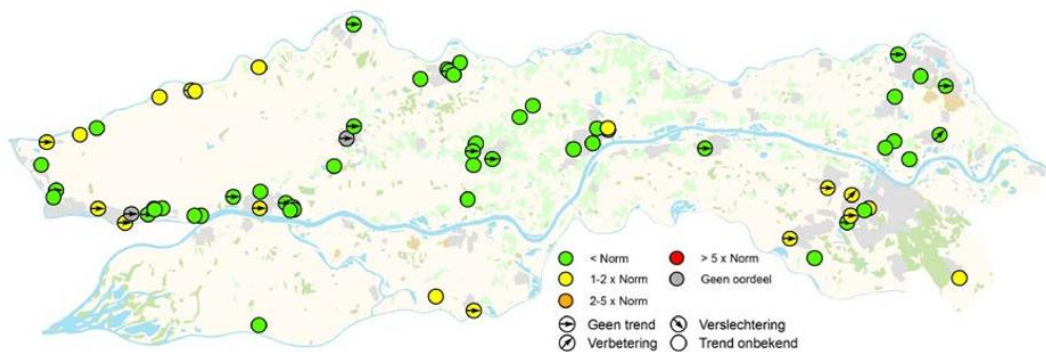 < Norm
> 5 x Norm
1-2 x Norm
Geen oordeel
2-5 x Norm
Geen trend
Verslechtering
Verbetering
Trend onbekend